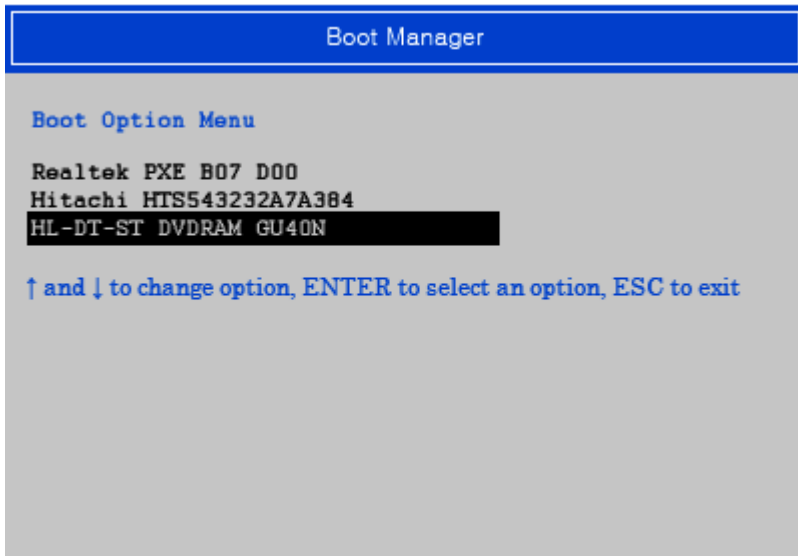 Boot Manager
Boot Option Menu
Realtek PXE B07 D00
Hitachi HTS543232A7A384
HL-DT-ST DVDRAM GU40N
↑ and ↓ to change option, ENTER to select an option, ESC to exit